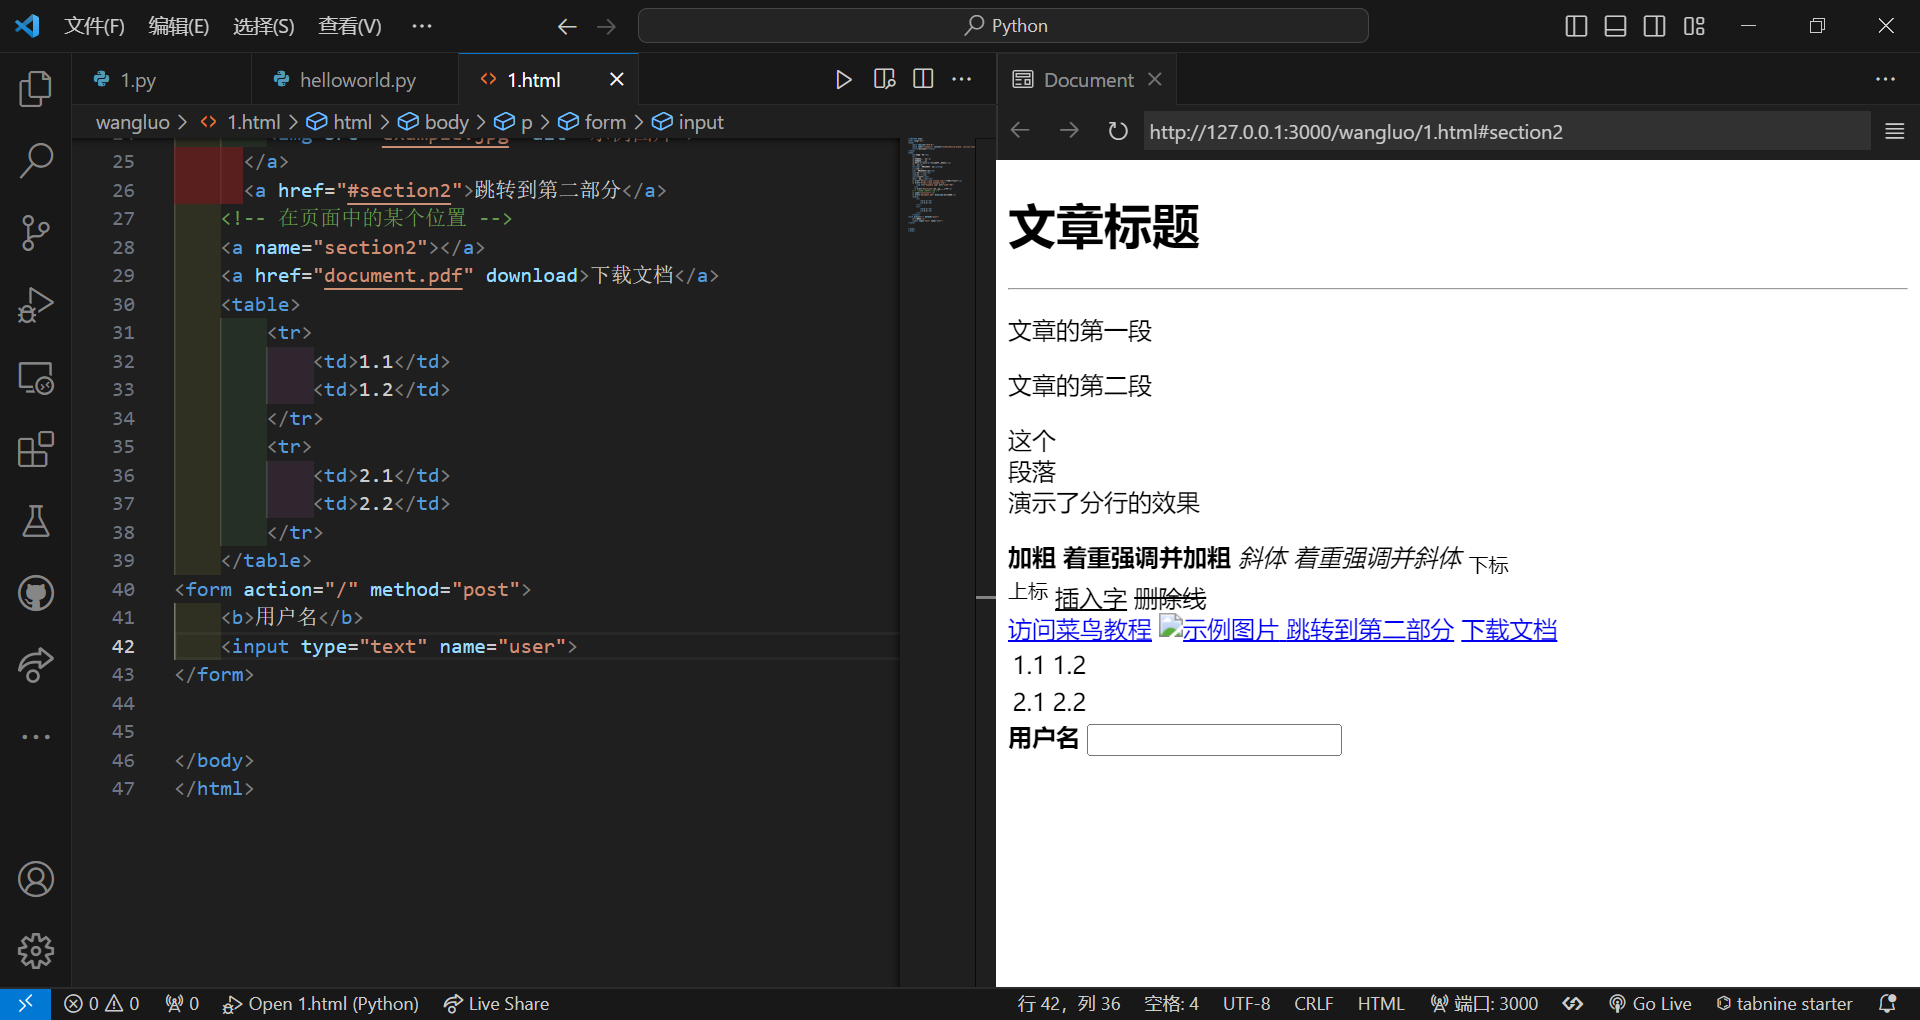 文件(F) 编辑(E) 选择(S) 查看(V) ···
Python
1.py
helloworld.py
1.html
Document
wangluo > 1.html > html > body > p > form > input
http://127.0.0.1:3000/wangluo/1.html#section2
25 </a>
26 <a href="#section2">跳转到第二部分</a>
27 <!-- 在页面中的某个位置 -->
28 <a name="section2"></a>
29 <a href="document.pdf" download>下载文档</a>
30 <table>
31 <tr>
32 <td>1.1</td>
33 <td>1.2</td>
34 </tr>
35 <tr>
36 <td>2.1</td>
37 <td>2.2</td>
38 </tr>
39 </table>
40 <form action="/" method="post">
41 <b>用户名</b>
42 <input type="text" name="user">
43 </form>
44
45
46 </body>
47 </html>
文章标题
文章的第一段
文章的第二段
这个
段落
演示了分行的效果
加粗 着重强调并加粗 斜体 着重强调并斜体 下标
上标 插入字 删除线
访问菜鸟教程 示例图片 跳转到第二部分 下载文档
1.1 1.2
2.1 2.2
用户名
0 0 0 Open 1.html (Python) Live Share
行 42，列 36 空格: 4 UTF-8 CRLF HTML 端口: 3000 Go Live tabnine starter